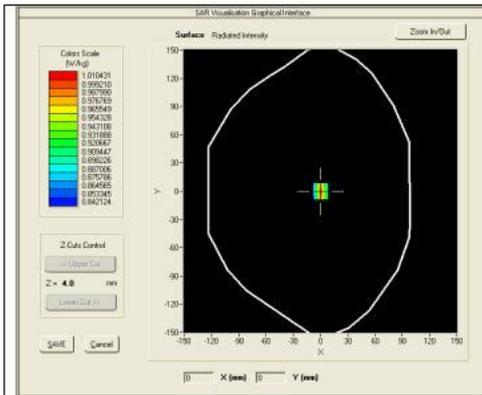 SAR Visualisation Graphical Interface
Surface Radiated Intensity
Zoom In/Out
Colors Scale
(W/kg)
1.010431
0.999210
0.987990
0.976769
0.965549
0.954328
0.943108
0.931888
0.920667
0.909447
0.898226
0.887006
0.875786
0.864565
0.853345
0.842124
Z-Cuts Control
<< Upper Cut
Z = 4.0 mm
Lower Cut >>
SAVE Cancel
150
120
90
60
30
0
-30
-60
-90
-120
-150
Y
-150 -120 -90 -60 -30 0 30 60 90 120 150
X
0 X (mm) 0 Y (mm)